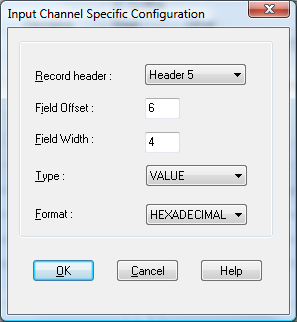 Input Channel Specific Configuration
Record header : Header 5
Field Offset : 6
Field Width : 4
Type : VALUE
Format : HEXADECIMAL
OK Cancel Help